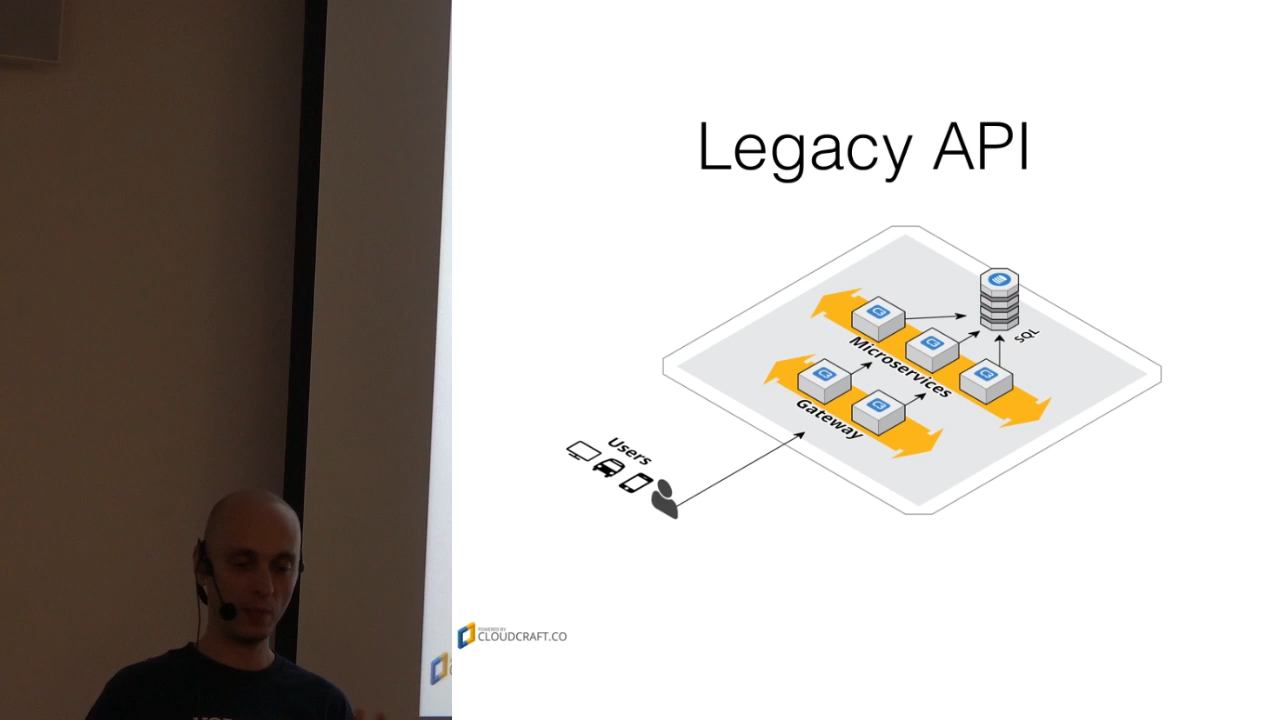 Legacy API
SQL
Microservices
Gateway
Users
POWERED BY
CLOUDCRAFT.CO